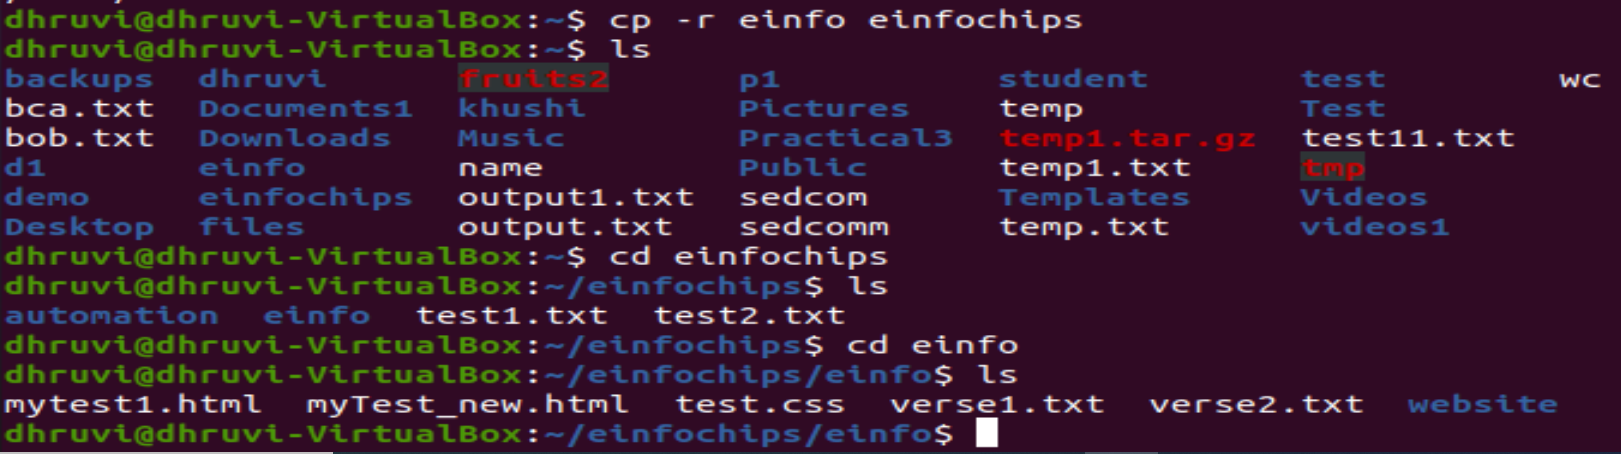 dhruvi@dhruvi-VirtualBox:~$ cp -r einfo einfochips
dhruvi@dhruvi-VirtualBox:~$ ls
backups dhruvi fruits2 p1 student test wc
bca.txt Documents1 khushi Pictures temp Test
bob.txt Downloads Music Practical3 temp1.tar.gz test11.txt
d1 einfo name Public temp1.txt tmp
demo einfochips output1.txt sedcom Templates Videos
Desktop files output.txt sedcomm temp.txt videos1
dhruvi@dhruvi-VirtualBox:~$ cd einfochips
dhruvi@dhruvi-VirtualBox:~/einfochips$ ls
automation einfo test1.txt test2.txt
dhruvi@dhruvi-VirtualBox:~/einfochips$ cd einfo
dhruvi@dhruvi-VirtualBox:~/einfochips/einfo$ ls
mytest1.html myTest_new.html test.css verse1.txt verse2.txt website
dhruvi@dhruvi-VirtualBox:~/einfochips/einfo$